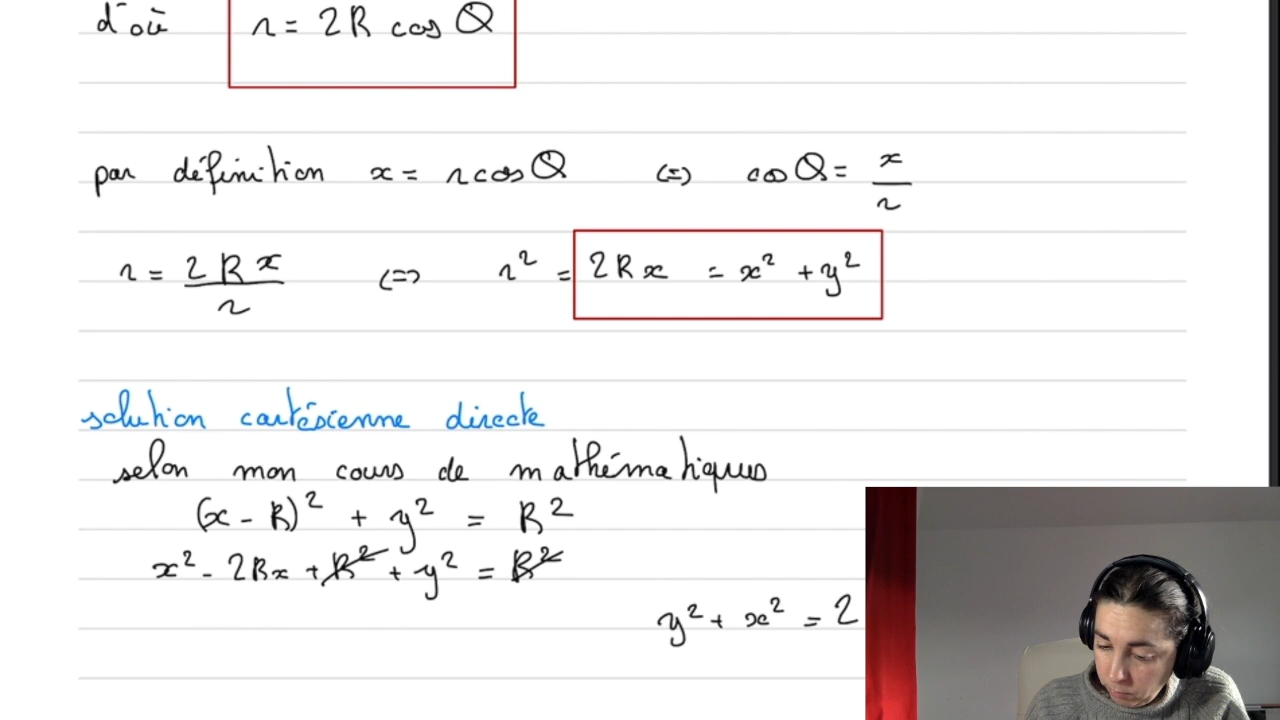 d'où r = 2R cos θ
par définition x = r cos θ (=) cos θ = x/r
r = 2Rx/r (=) r² = 2Rx = x² + y²
solution cartésienne directe
selon mon cours de mathématiques
(x - R)² + y² = R²
x² - 2Rx + R² + y² = R²
y² + x² = 2